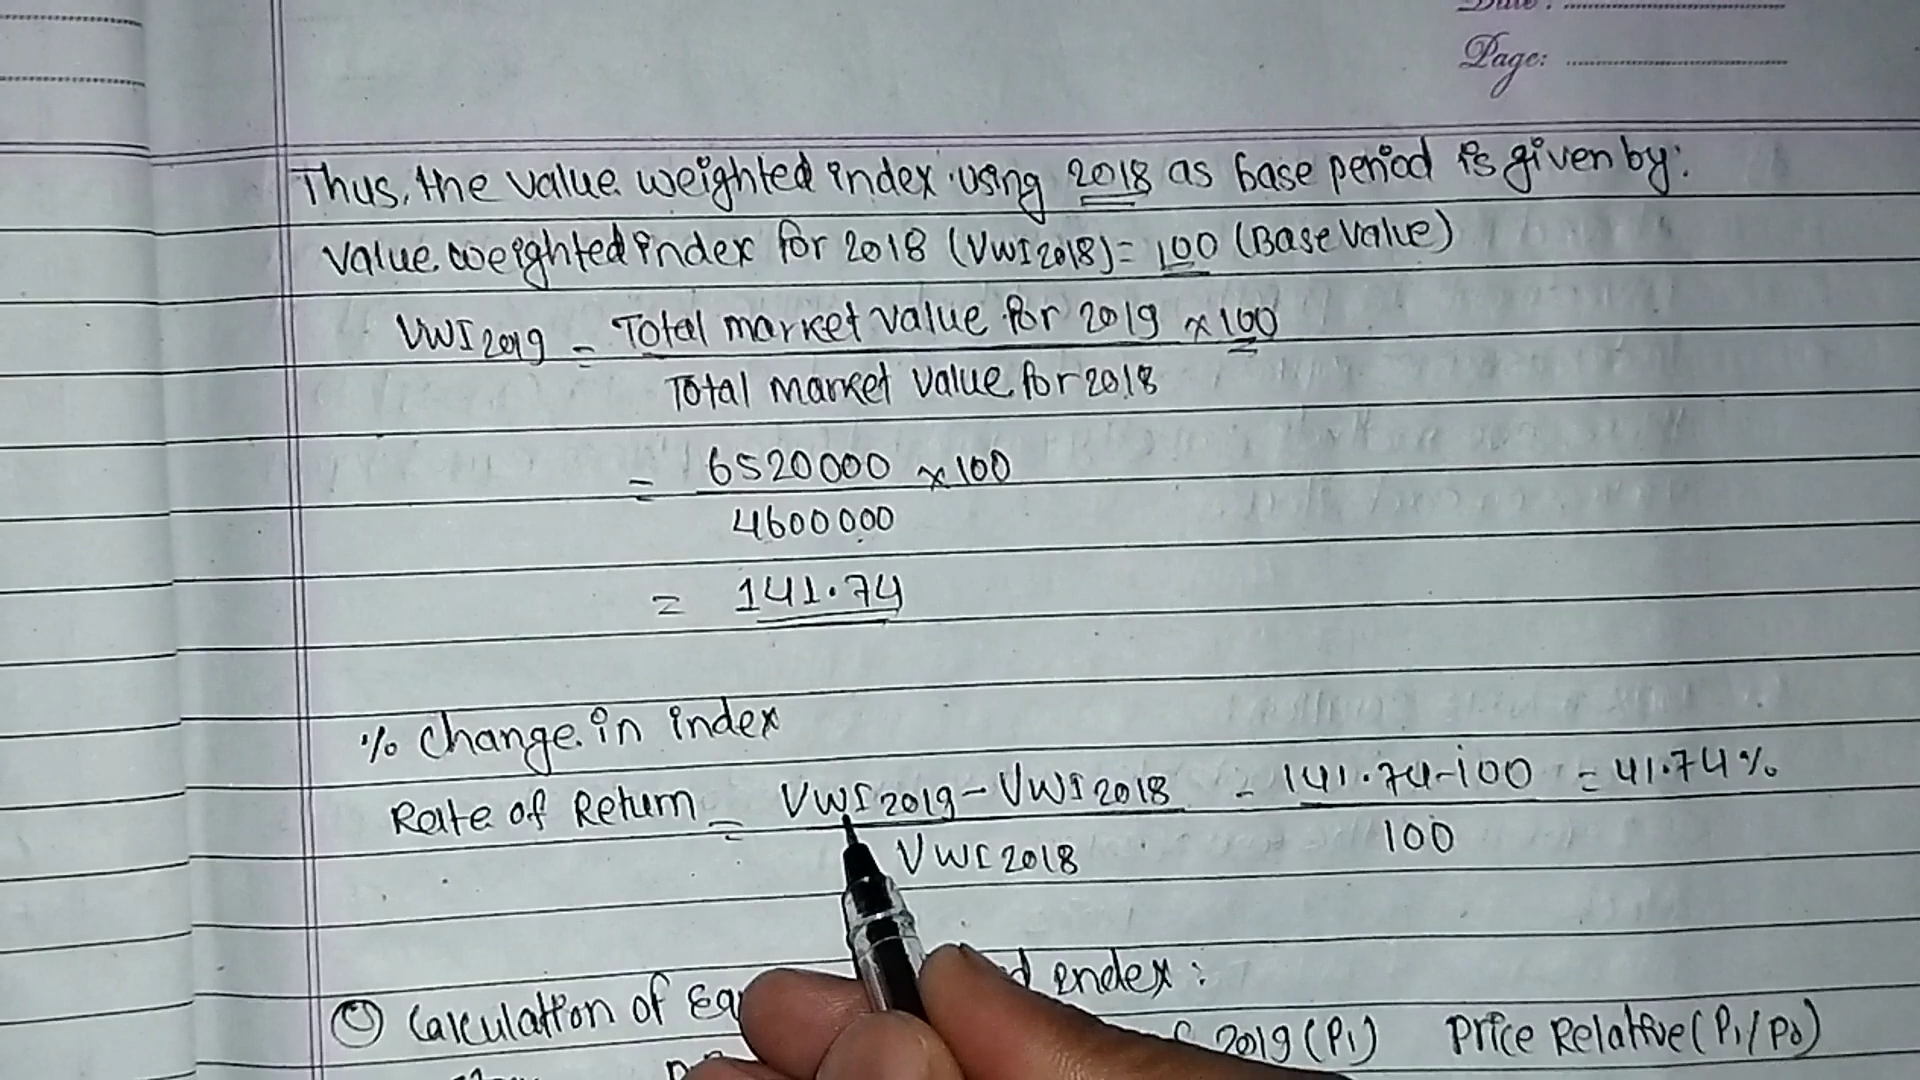 Date:
Page:
Thus, the value weighted index using 2018 as base period is given by:
Value weighted index for 2018 (VWI2018) = 100 (Base Value)
VWI2019 = Total market value for 2019 × 100
Total market value for 2018
= 6520000 × 100
4600000
= 141.74
% Change in index
Rate of Return = VWI2019 - VWI2018 = 141.74-100 = 41.74%
VWI2018 100
Calculation of index:
2019 (P1) Price Relative (P1/P0)